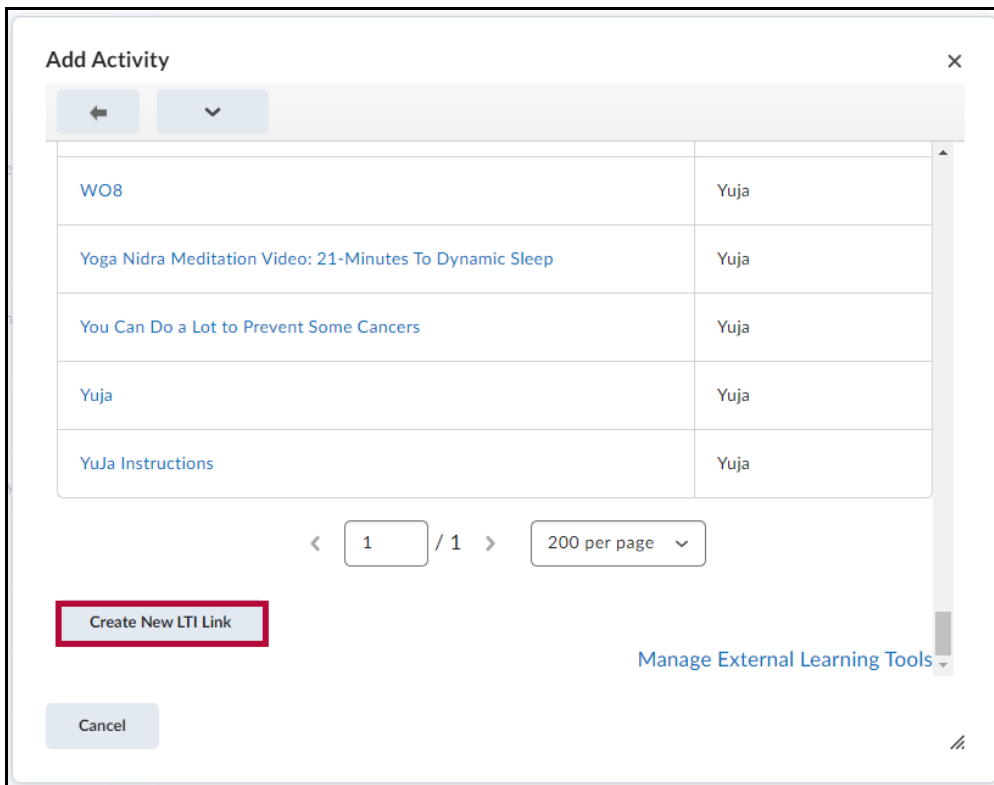 Add Activity
WO8 Yuja
Yoga Nidra Meditation Video: 21-Minutes To Dynamic Sleep Yuja
You Can Do a Lot to Prevent Some Cancers Yuja
Yuja Yuja
YuJa Instructions Yuja
1 / 1 200 per page
Create New LTI Link
Manage External Learning Tools
Cancel